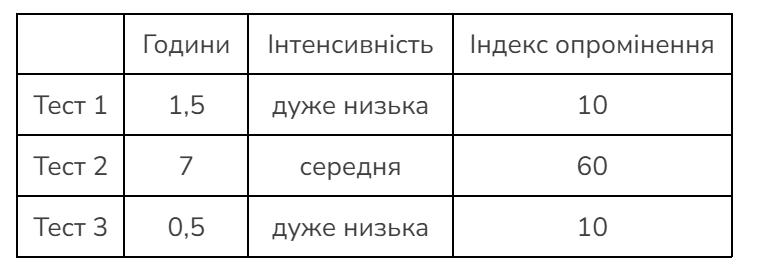 Години Інтенсивність Індекс опромінення
Тест 1 1,5 дуже низька 10
Тест 2 7 середня 60
Тест 3 0,5 дуже низька 10